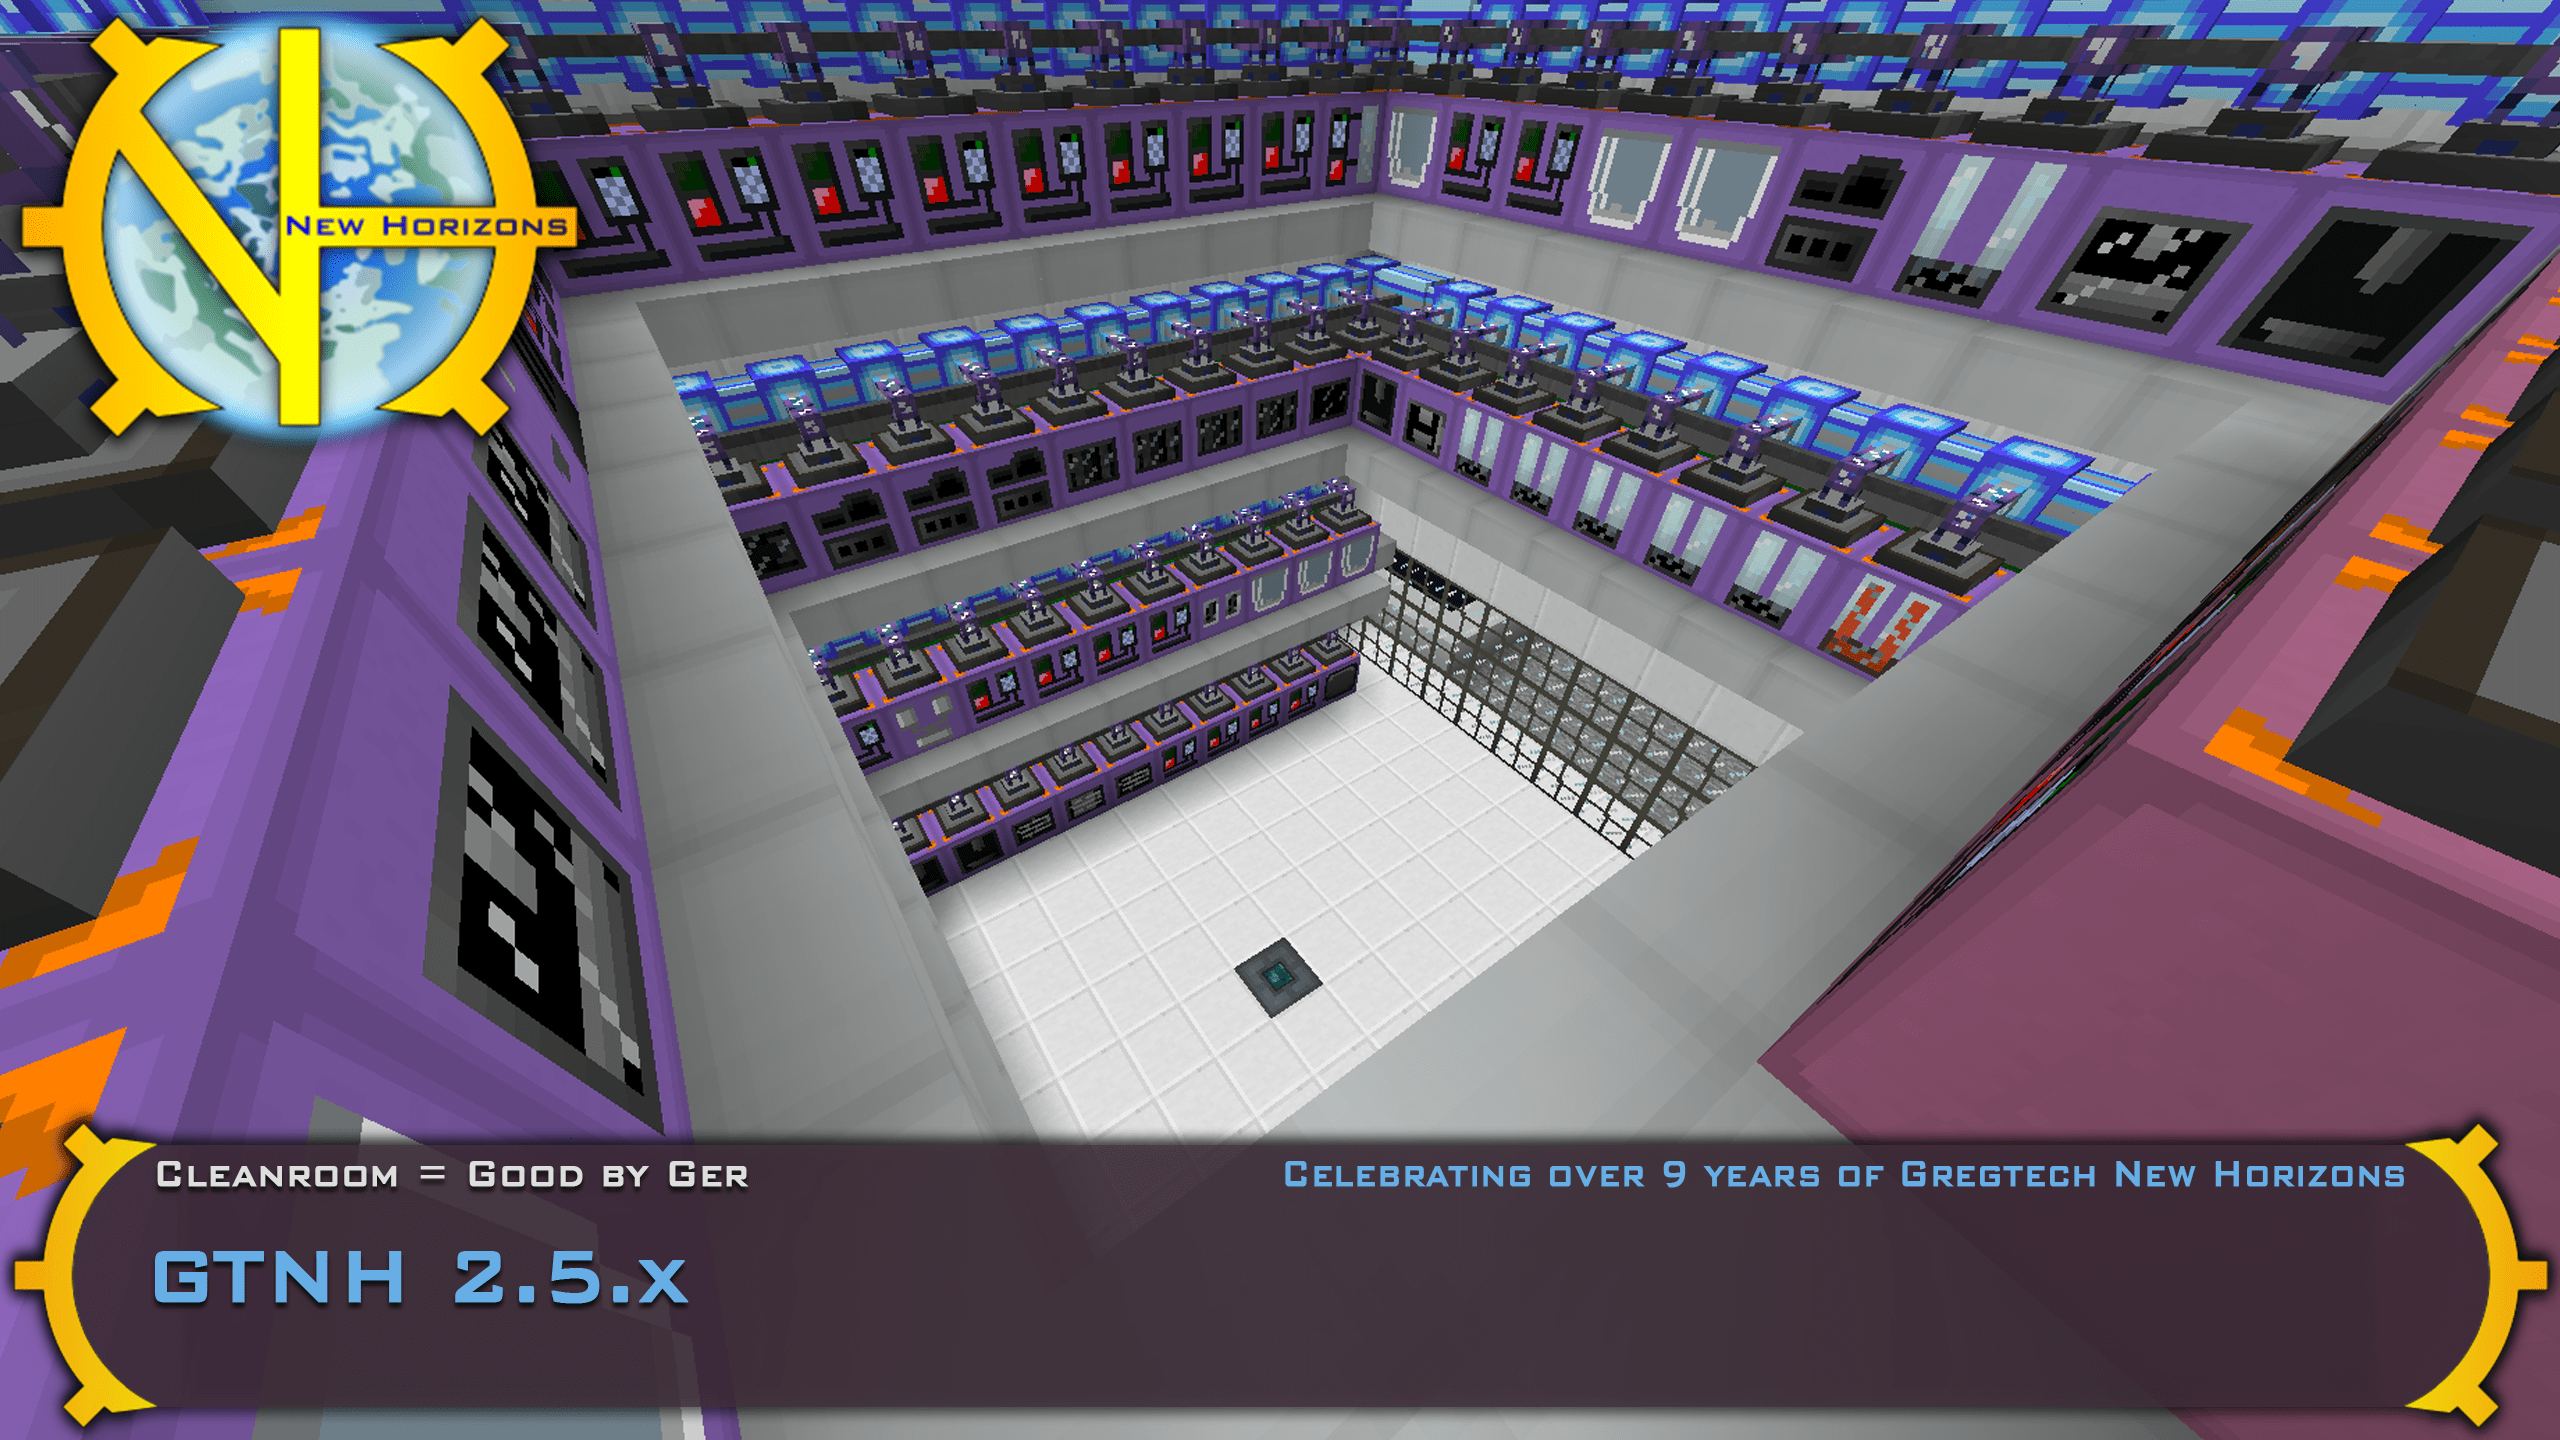 New Horizons
Cleanroom = Good by Ger
Celebrating over 9 years of Gregtech New Horizons
GTNH 2.5.x